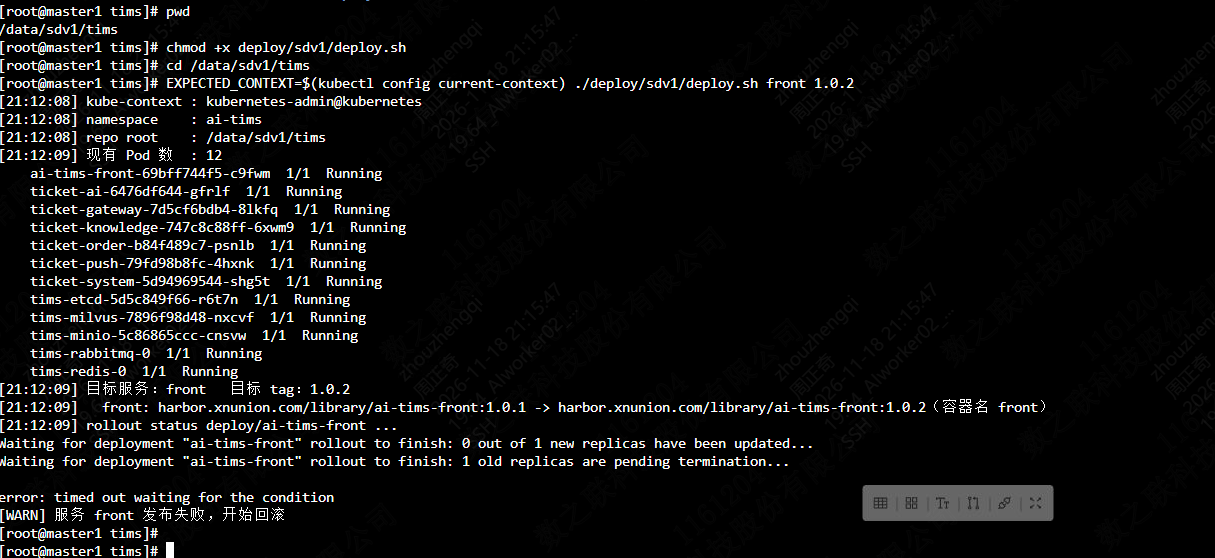 [root@master1 tims]# pwd
/data/sdv1/tims
[root@master1 tims]# chmod +x deploy/sdv1/deploy.sh
[root@master1 tims]# cd /data/sdv1/tims
[root@master1 tims]# EXPECTED_CONTEXT=$(kubectl config current-context) ./deploy/sdv1/deploy.sh front 1.0.2
[21:12:08] kube-context : kubernetes-admin@kubernetes
[21:12:08] namespace    : ai-tims
[21:12:08] repo root    : /data/sdv1/tims
[21:12:09] 现有 Pod 数  : 12
    ai-tims-front-69bff744f5-c9fwm  1/1  Running
    ticket-ai-6476df644-gfrlf  1/1  Running
    ticket-gateway-7d5cf6bdb4-8lkfq  1/1  Running
    ticket-knowledge-747c8c88ff-6xwm9  1/1  Running
    ticket-order-b84f489c7-psnlb  1/1  Running
    ticket-push-79fd98b8fc-4hxnk  1/1  Running
    ticket-system-5d94969544-shg5t  1/1  Running
    tims-etcd-5d5c849f66-r6t7n  1/1  Running
    tims-milvus-7896f98d48-nxcvf  1/1  Running
    tims-minio-5c86865ccc-cnsvw  1/1  Running
    tims-rabbitmq-0  1/1  Running
    tims-redis-0  1/1  Running
[21:12:09] 目标服务：front   目标 tag：1.0.2
[21:12:09]   front: harbor.xnunion.com/library/ai-tims-front:1.0.1 -> harbor.xnunion.com/library/ai-tims-front:1.0.2（容器名 front）
[21:12:09] rollout status deploy/ai-tims-front ...
Waiting for deployment "ai-tims-front" rollout to finish: 0 out of 1 new replicas have been updated...
Waiting for deployment "ai-tims-front" rollout to finish: 1 old replicas are pending termination...
error: timed out waiting for the condition
[WARN] 服务 front 发布失败，开始回滚
[root@master1 tims]#
[root@master1 tims]#